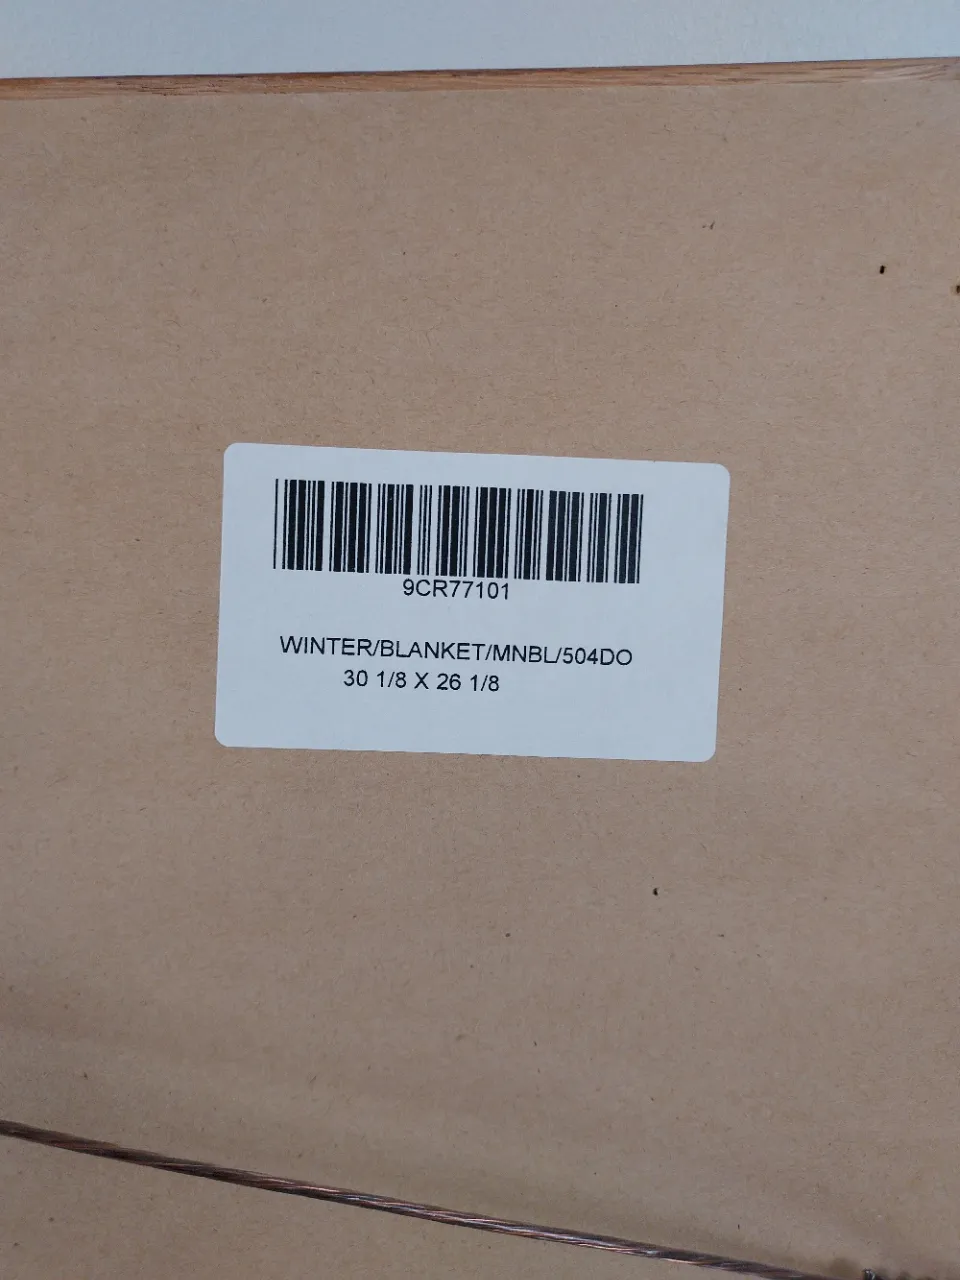 9CR77101
WINTER/BLANKET/MNBL/504DO
30 1/8 X 26 1/8